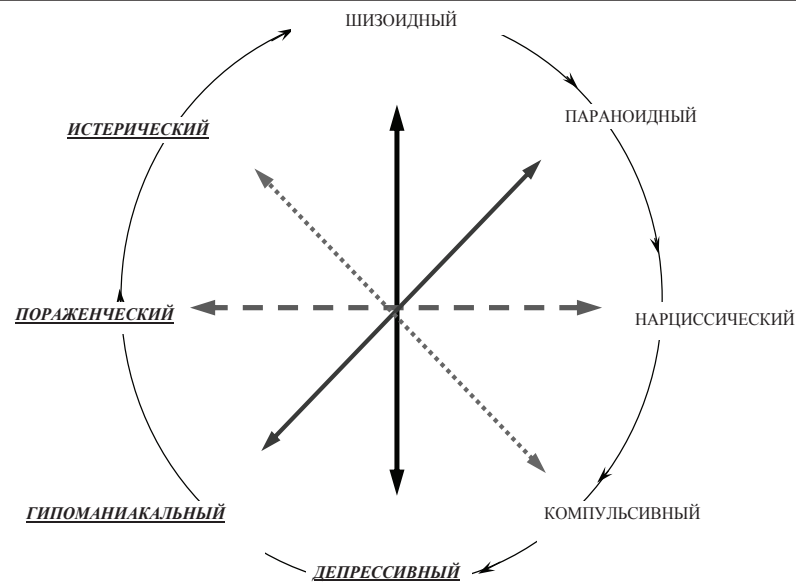 ШИЗОИДНЫЙ
ПАРАНОИДНЫЙ
ИСТЕРИЧЕСКИЙ
ПОРАЖЕНЧЕСКИЙ
НАРЦИССИЧЕСКИЙ
ГИПОМАНИАКАЛЬНЫЙ
КОМПУЛЬСИВНЫЙ
ДЕПРЕССИВНЫЙ